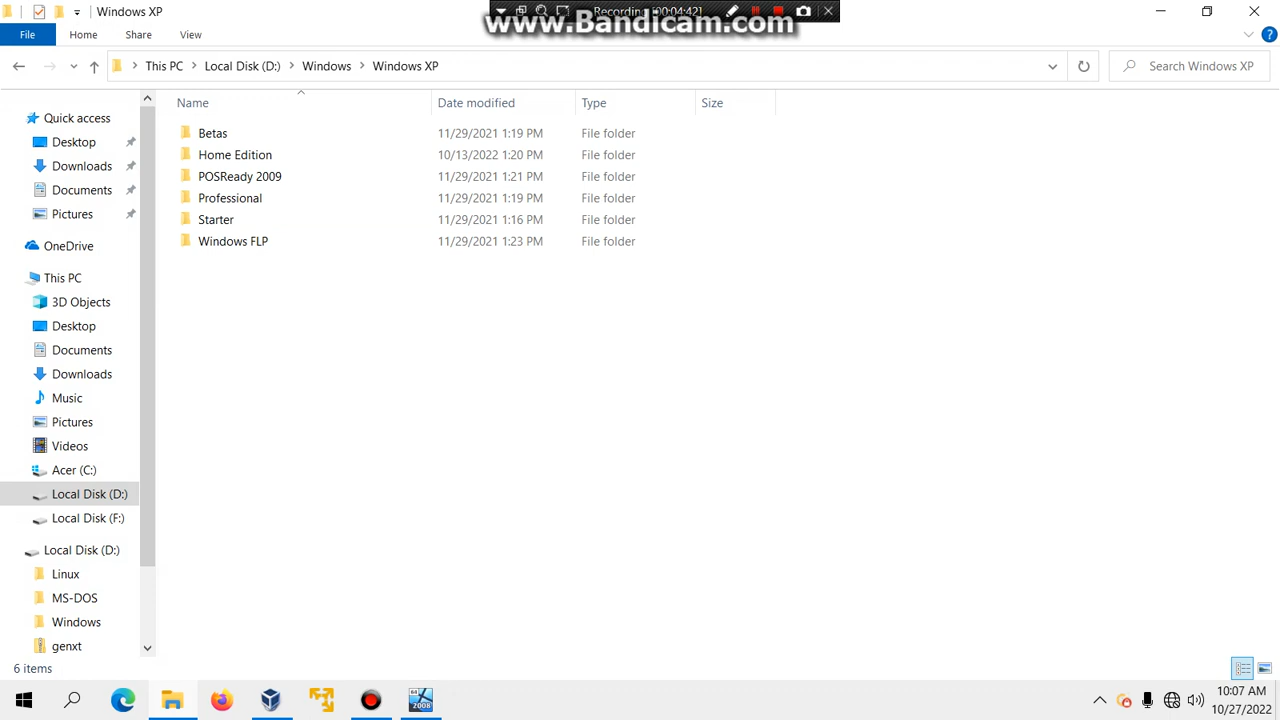 Windows XP
Recording [00:04:42]
www.Bandicam.com
File Home Share View
This PC Local Disk (D:) Windows Windows XP
Search Windows XP
Name Date modified Type Size
Betas 11/29/2021 1:19 PM File folder
Home Edition 10/13/2022 1:20 PM File folder
POSReady 2009 11/29/2021 1:21 PM File folder
Professional 11/29/2021 1:19 PM File folder
Starter 11/29/2021 1:16 PM File folder
Windows FLP 11/29/2021 1:23 PM File folder
Quick access
Desktop
Downloads
Documents
Pictures
OneDrive
This PC
3D Objects
Desktop
Documents
Downloads
Music
Pictures
Videos
Acer (C:)
Local Disk (D:)
Local Disk (F:)
Local Disk (D:)
Linux
MS-DOS
Windows
genxt
6 items
64
2008
10:07 AM
10/27/2022